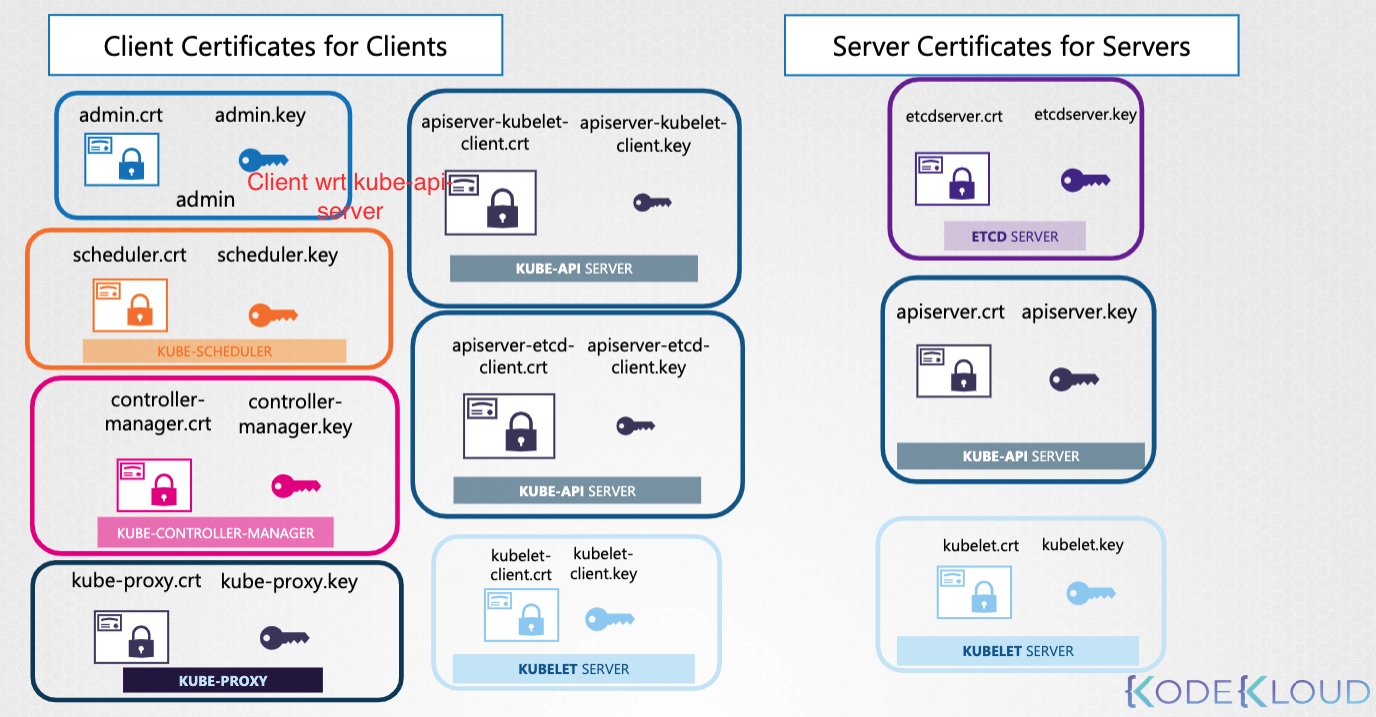 Client Certificates for Clients
Server Certificates for Servers
admin.crt
admin.key
admin
Client wrt kube-api-
server
scheduler.crt
scheduler.key
KUBE-SCHEDULER
controller-
manager.crt
controller-
manager.key
KUBE-CONTROLLER-MANAGER
kube-proxy.crt
kube-proxy.key
KUBE-PROXY
apiserver-kubelet-
client.crt
apiserver-kubelet-
client.key
KUBE-API SERVER
apiserver-etcd-
client.crt
apiserver-etcd-
client.key
KUBE-API SERVER
kubelet-
client.crt
kubelet-
client.key
KUBELET SERVER
etcdserver.crt
etcdserver.key
ETCD SERVER
apiserver.crt
apiserver.key
KUBE-API SERVER
kubelet.crt
kubelet.key
KUBELET SERVER
KODEKLOUD